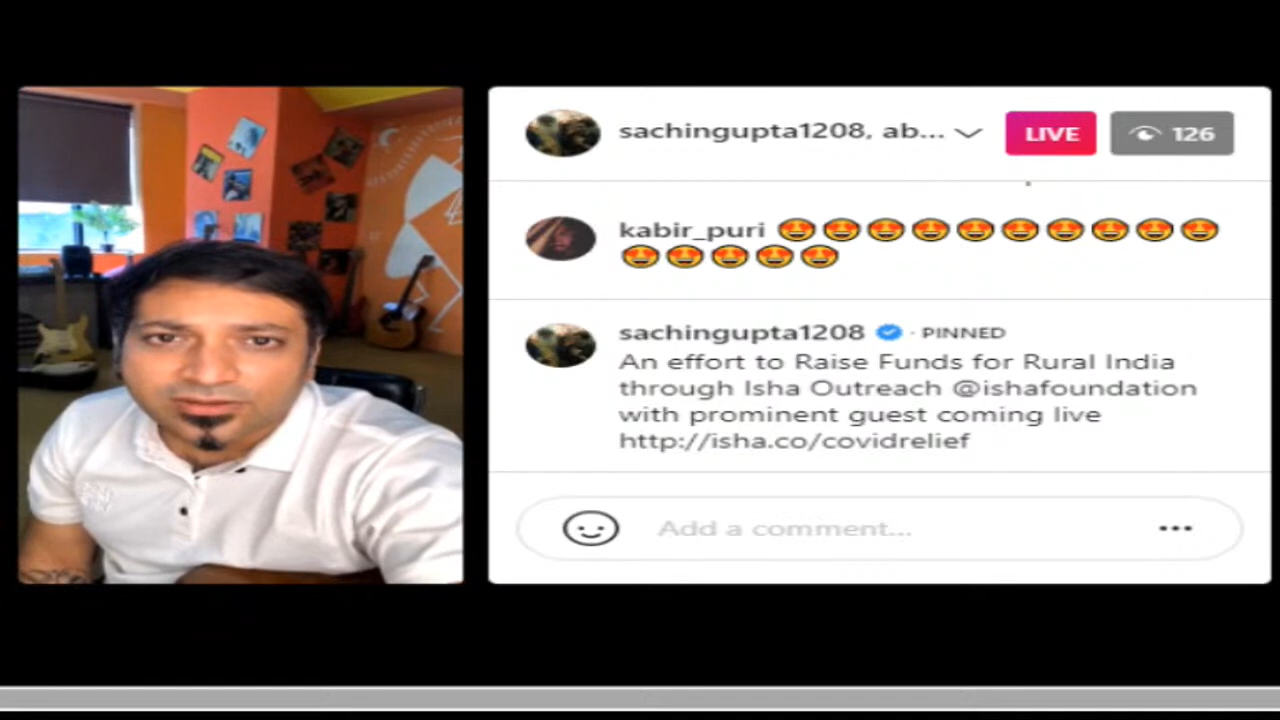 sachingupta1208, ab...
LIVE
126
kabir_puri 😍😍😍😍😍😍😍😍😍😍
😍😍😍😍😍
sachingupta1208 · PINNED
An effort to Raise Funds for Rural India
through Isha Outreach @ishafoundation
with prominent guest coming live
http://isha.co/covidrelief
Add a comment...